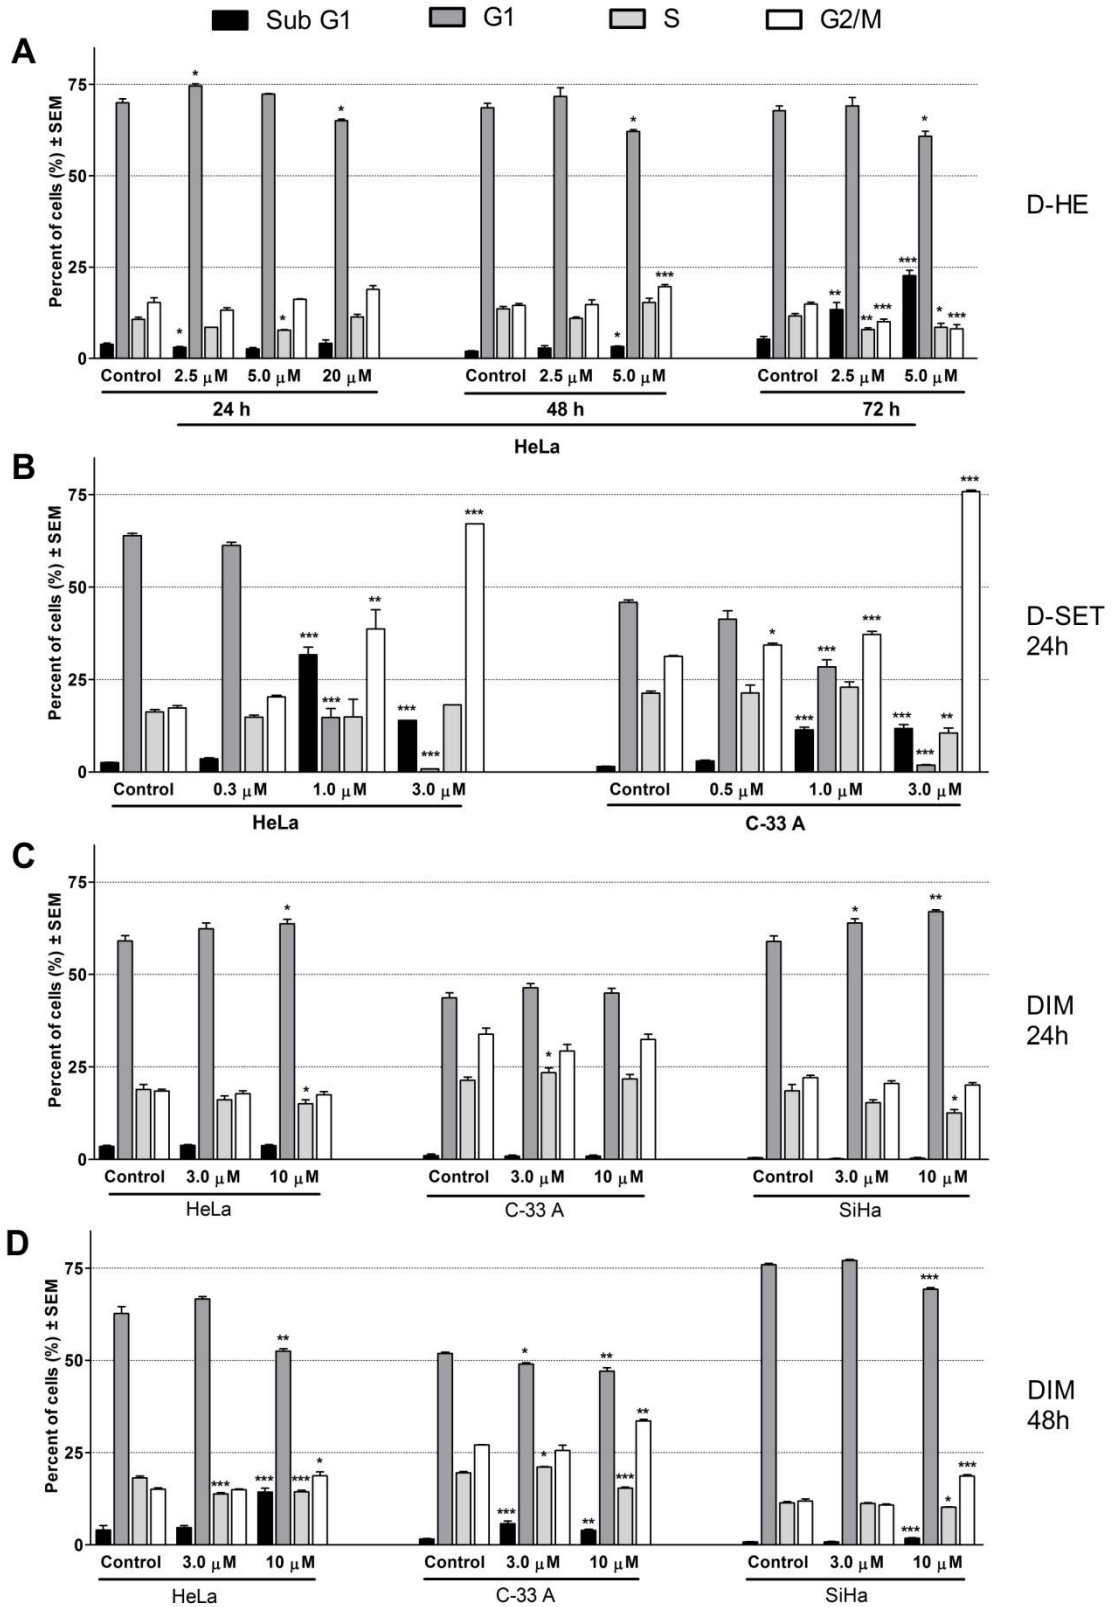 Sub G1 G1 S G2/M
A
Percent of cells (%) ± SEM
75
50
25
0
* * * * * *** * ** ** *** *** * * ***
Control 2.5 μM 5.0 μM 20 μM Control 2.5 μM 5.0 μM Control 2.5 μM 5.0 μM
24 h 48 h 72 h
HeLa
D-HE
B
Percent of cells (%) ± SEM
75
50
25
0
*** *** ** *** *** *** * *** *** *** *** *** ** ***
Control 0.3 μM 1.0 μM 3.0 μM Control 0.5 μM 1.0 μM 3.0 μM
HeLa C-33 A
D-SET
24h
C
Percent of cells (%) ± SEM
75
50
25
0
* * * * ** *
Control 3.0 μM 10 μM Control 3.0 μM 10 μM Control 3.0 μM 10 μM
HeLa C-33 A SiHa
DIM
24h
D
Percent of cells (%) ± SEM
75
50
25
0
*** *** ** *** * *** * * ** ** *** ** *** *** * ***
Control 3.0 μM 10 μM Control 3.0 μM 10 μM Control 3.0 μM 10 μM
HeLa C-33 A SiHa
DIM
48h